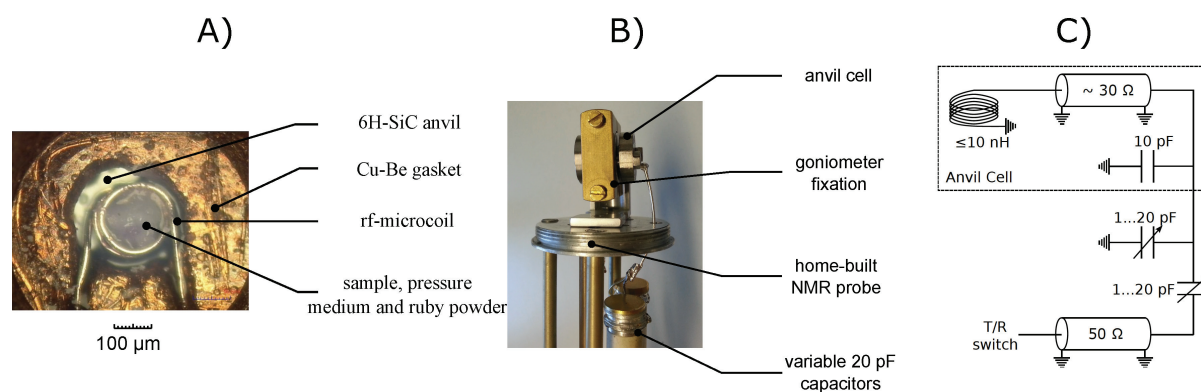 A)
6H-SiC anvil
Cu-Be gasket
rf-microcoil
sample, pressure
medium and ruby powder
100 µm
B)
anvil cell
goniometer
fixation
home-built
NMR probe
variable 20 pF
capacitors
C)
~ 30 Ω
≤10 nH
10 pF
Anvil Cell
1...20 pF
1...20 pF
T/R
switch
50 Ω